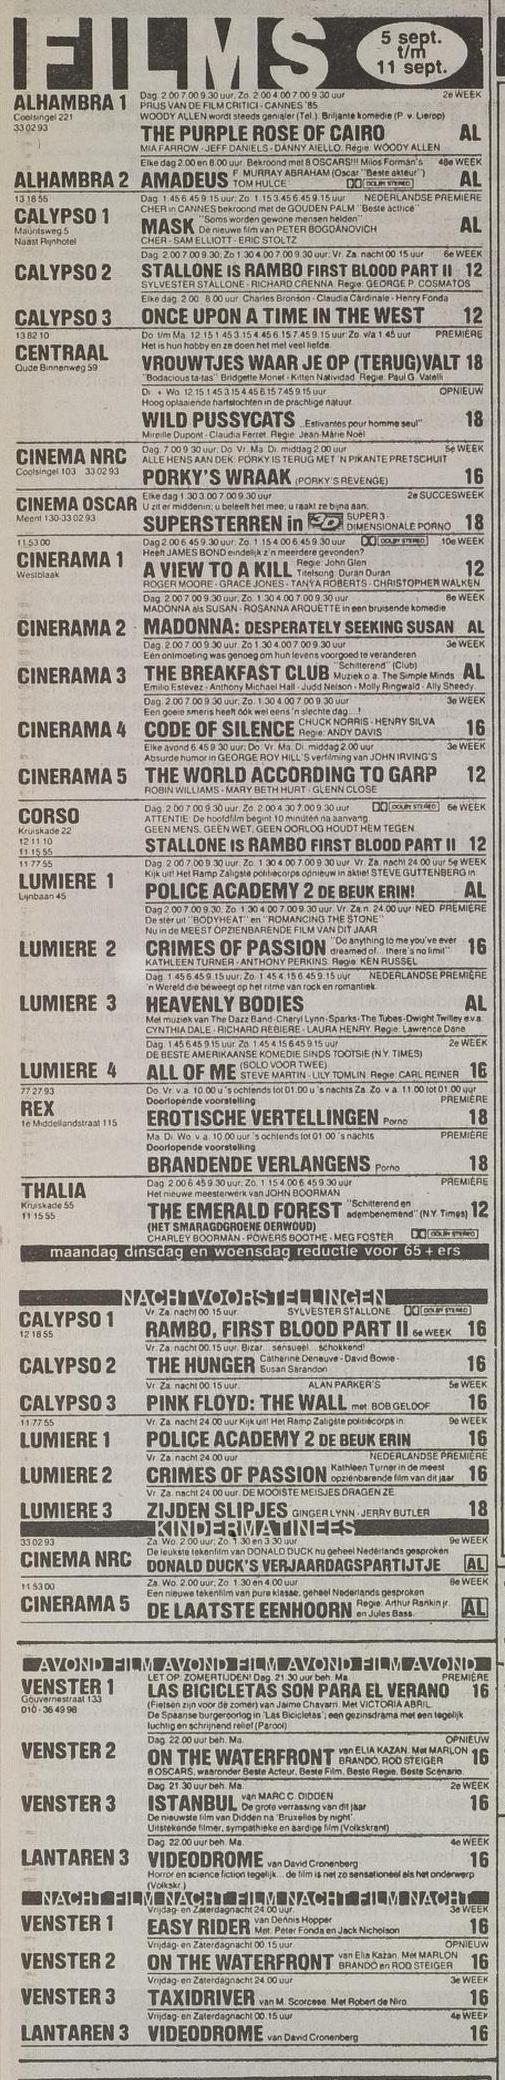 FILMS
5 sept.
t/m
11 sept.
ALHAMBRA 1
Coolsingel 221
33 02 93
Dag. 2.00 7.00 9.30 uur; Zo. 2.00 4.00 7.00 9.30 uur 2e WEEK
PRIJS VAN DE FILM CRITICI - CANNES '85
WOODY ALLEN wordt steeds genialer (Tel.). Briljante komedie (P. v. Lierop)
THE PURPLE ROSE OF CAIRO AL
MIA FARROW - JEFF DANIELS - DANNY AIELLO. Regie: WOODY ALLEN
Elke dag 2.00 en 8.00 uur. Bekroond met 8 OSCARS!!! Milos Forman's 48e WEEK
ALHAMBRA 2 AMADEUS F. MURRAY ABRAHAM (Oscar "Beste akteur") AL
TOM HULCE DOLBY STEREO
13 18 55
CALYPSO 1
Mauritsweg 5
Naast Rijnhotel
Dag. 1.45 6.45 9.15 uur; Zo. 1.15 3.45 6.45 9.15 uur NEDERLANDSE PREMIÈRE
CHER in CANNES bekroond met de GOUDEN PALM "Beste actrice"
MASK "Soms worden gewone mensen helden" AL
De nieuwe film van PETER BOGDANOVICH
CHER - SAM ELLIOTT - ERIC STOLTZ
Dag. 2.00 7.00 9.30; Zo. 1.30 4.00 7.00 9.30 uur; Vr. Za. nacht 00.15 uur 6e WEEK
CALYPSO 2 STALLONE IS RAMBO FIRST BLOOD PART II 12
SYLVESTER STALLONE - RICHARD CRENNA. Regie: GEORGE P. COSMATOS
Elke dag 2.00 8.00 uur. Charles Bronson - Claudia Cardinale - Henry Fonda
CALYPSO 3 ONCE UPON A TIME IN THE WEST 12
13 82 10
CENTRAAL
Oude Binnenweg 59
Do. t/m Ma. 12.15 1.45 3.15 4.45 6.15 7.45 9.15 uur; Zo. v/a 1.45 uur PREMIÈRE
Het is hun hobby en ze doen het met veel liefde.
VROUWTJES WAAR JE OP (TERUG)VALT 18
"Bodacious ta-tas" Bridgette Monet - Kitten Natividad. Regie: Paul G. Vatelli
Di. + Wo. 12.15 1.45 3.15 4.45 6.15 7.45 9.15 uur OPNIEUW
Hoog oplaaiende hartstochten in de prachtige natuur.
WILD PUSSYCATS "Estivantes pour homme seul" 18
Mireille Dupont - Claudia Ferret. Regie: Jean-Marie Noël
CINEMA NRC
Coolsingel 103 33 02 93
Dag. 7.00 9.30 uur; Do. Vr. Ma. Di. middag 2.00 uur 5e WEEK
ALLE HENS AAN DEK: PORKY IS TERUG MET 'N PIKANTE PRETSCHUIT
PORKY'S WRAAK (PORKY'S REVENGE) 16
CINEMA OSCAR
Meent 130-33 02 93
Elke dag 1.30 3.00 7.00 9.30 uur 2e SUCCESWEEK
U zit er middenin; u beleeft het mee; u raakt ze bijna aan;
SUPERSTERREN in 3D SUPER 3-
DIMENSIONALE PORNO 18
11 53 00
CINERAMA 1
Westblaak
Dag 2.00 6.45 9.15 uur; Zo. 1.15 4.00 6.45 9.15 uur DOLBY STEREO 10e WEEK
Heeft JAMES BOND eindelijk z'n meerdere gevonden?
A VIEW TO A KILL Regie: John Glen
Titelsong: Duran Duran 12
ROGER MOORE - GRACE JONES - TANYA ROBERTS - CHRISTOPHER WALKEN
Dag. 2.00 7.00 9.30 uur; Zo. 1.30 4.00 7.00 9.30 uur 8e WEEK
MADONNA als SUSAN - ROSANNA ARQUETTE in een bruisende komedie
CINERAMA 2 MADONNA: DESPERATELY SEEKING SUSAN AL
Dag. 2.00 7.00 9.30 uur; Zo. 1.30 4.00 7.00 9.30 uur 3e WEEK
Eén ontmoeting was genoeg om hun levens voorgoed te veranderen
CINERAMA 3 THE BREAKFAST CLUB "Schitterend" (Club)
Muziek o.a. The Simple Minds AL
Emilio Estevez - Anthony Michael Hall - Judd Nelson - Molly Ringwald - Ally Sheedy
Dag. 2.00 7.00 9.30 uur; Zo. 1.30 4.00 7.00 9.30 uur 3e WEEK
Een goeie smeris heeft óók wel eens 'n slechte dag...!
CINERAMA 4 CODE OF SILENCE CHUCK NORRIS - HENRY SILVA
Regie: ANDY DAVIS 16
Elke avond 6.45 9.30 uur; Do. Vr. Ma. Di. middag 2.00 uur 3e WEEK
Absurde humor in GEORGE ROY HILL'S verfilming van JOHN IRVING'S
CINERAMA 5 THE WORLD ACCORDING TO GARP 12
ROBIN WILLIAMS - MARY BETH HURT - GLENN CLOSE
CORSO
Kruiskade 22
12 11 10
11 15 55
Dag. 2.00 7.00 9.30 uur; Zo. 2.00 4.30 7.00 9.30 uur DOLBY STEREO 6e WEEK
ATTENTIE: De hoofdfilm begint 10 minuten na aanvang
GEEN MENS, GEEN WET, GEEN OORLOG HOUDT HEM TEGEN.
STALLONE IS RAMBO FIRST BLOOD PART II 12
11 77 55
LUMIERE 1
Lijnbaan 45
Dag. 2.00 7.00 9.30 uur; Zo. 1.30 4.00 7.00 9.30 uur. Vr. Za. nacht 24.00 uur 5e WEEK
Kijk uit! Het Ramp Zaligste politiecorps opnieuw in aktie! STEVE GUTTENBERG in:
POLICE ACADEMY 2 DE BEUK ERIN! AL
Dag 2.00 7.00 9.30, Zo. 1.30 4.00 7.00 9.30 uur. Vr. Za.n. 24.00 uur NED. PREMIÈRE
De ster uit "BODYHEAT" en "ROMANCING THE STONE"
Nu in de MEEST OPZIENBARENDE FILM VAN DIT JAAR
LUMIERE 2 CRIMES OF PASSION "Do anything to me you've ever
dreamed of... there's no limit" 16
KATHLEEN TURNER - ANTHONY PERKINS. Regie: KEN RUSSEL
Dag. 1.45 6.45 9.15 uur; Zo. 1.45 4.15 6.45 9.15 uur NEDERLANDSE PREMIÈRE
'n Wereld die beweegt op het ritme van rock en romantiek.
LUMIERE 3 HEAVENLY BODIES AL
Met muziek van The Dazz Band-Cheryl Lynn-Sparks-The Tubes-Dwight Twilley e.v.a.
CYNTHIA DALE - RICHARD REBIERE - LAURA HENRY. Regie: Lawrence Dane
Dag. 1.45 6.45 9.15 uur; Zo. 1.45 4.15 6.45 9.15 uur 2e WEEK
DE BESTE AMERIKAANSE KOMEDIE SINDS TOOTSIE (N.Y. TIMES)
LUMIERE 4 ALL OF ME (SOLO VOOR TWEE)
STEVE MARTIN - LILY TOMLIN. Regie: CARL REINER 16
77 27 93
REX
1e Middellandstraat 115
Do. Vr. v.a. 10.00 u 's ochtends tot 01.00 u 's nachts Za. Zo. v.a. 11.00 tot 01.00 uur
Doorlopende voorstelling PREMIÈRE
EROTISCHE VERTELLINGEN Porno 18
Ma. Di. Wo. v.a. 10.00 uur 's ochtends tot 01.00 's nachts PREMIÈRE
Doorlopende voorstelling
BRANDENDE VERLANGENS Porno 18
THALIA
Kruiskade 55
11 15 55
Dag. 2.00 6.45 9.30 uur; Zo. 1.15 4.00 6.45 9.30 uur PREMIÈRE
Het nieuwe meesterwerk van JOHN BOORMAN
THE EMERALD FOREST "Schitterend en
adembenemend" (N.Y. Times) 12
(HET SMARAGDGROENE OERWOUD)
CHARLEY BOORMAN - POWERS BOOTHE - MEG FOSTER DOLBY STEREO
maandag dinsdag en woensdag reductie voor 65+ ers
NACHTVOORSTELLINGEN
CALYPSO 1
12 18 55
Vr. Za. nacht 00.15 uur. SYLVESTER STALLONE DOLBY STEREO
RAMBO, FIRST BLOOD PART II 6e WEEK 16
Vr. Za. nacht 00.15 uur. Bizar... sensueel... schokkend!
CALYPSO 2 THE HUNGER Catherine Deneuve - David Bowie -
Susan Sarandon 16
Vr. Za. nacht 00.15 uur. ALAN PARKER'S 5e WEEK
CALYPSO 3 PINK FLOYD: THE WALL met BOB GELDOF 16
11 77 55
Vr. Za. nacht 24.00 uur Kijk uit! Het Ramp Zaligste politiecorps in: 9e WEEK
LUMIERE 1 POLICE ACADEMY 2 DE BEUK ERIN 16
Vr. Za. nacht 24.00 uur NEDERLANDSE PREMIÈRE
LUMIERE 2 CRIMES OF PASSION Kathleen Turner in de meest
opzienbarende film van dit jaar 16
Vr. Za. nacht 24.00 uur. DE MOOISTE MEISJES DRAGEN ZE
LUMIERE 3 ZIJDEN SLIPJES GINGER LYNN - JERRY BUTLER 18
KINDERMATINEES
33 02 93
CINEMA NRC
Za. Wo. 2.00 uur; Zo. 1.30 en 3.30 uur 9e WEEK
De leukste tekenfilm van DONALD DUCK nu geheel Nederlands gesproken
DONALD DUCK'S VERJAARDAGSPARTIJTJE AL
11 53 00
CINERAMA 5
Za. Wo. 2.00 uur; Zo. 1.30 en 4.00 uur 8e WEEK
Een nieuwe tekenfilm van pure klasse, geheel Nederlands gesproken
DE LAATSTE EENHOORN Regie: Arthur Rankin jr.
en Jules Bass. AL
AVOND FILM AVOND FILM AVOND FILM AVOND
VENSTER 1
Gouvernestraat 133
010-36 49 98
LET OP: ZOMERTIJDEN! Dag. 21.30 uur beh. Ma. PREMIÈRE
LAS BICICLETAS SON PARA EL VERANO 16
(Fietsen zijn voor de zomer) van Jaime Chavarri. Met VICTORIA ABRIL.
De Spaanse burgeroorlog in 'Las Bicicletas'; een gezinsdrama met een tegelijk
luchtig en schrijnend relief (Parool)
Dag. 22.00 uur beh. Ma. OPNIEUW
VENSTER 2 ON THE WATERFRONT van ELIA KAZAN. Met MARLON
BRANDO, ROD STEIGER 16
8 OSCARS, waaronder Beste Acteur, Beste Film, Beste Regie, Beste Scenario.
Dag. 21.30 uur beh. Ma. 2e WEEK
VENSTER 3 ISTANBUL van MARC C. DIDDEN
De grote verrassing van dit jaar 16
De nieuwste film van Didden na 'Bruxelles by night'.
Uitstekende filmer, sympathieke en aardige film (Volkskrant)
Dag. 22.00 uur beh. Ma. 4e WEEK
LANTAREN 3 VIDEODROME van David Cronenberg 16
Horror en science fiction tegelijk... de film is net zo sensationeel als het onderwerp
(Volkskr.)
NACHT FILM NACHT FILM NACHT FILM NACHT
Vrijdag- en Zaterdagnacht 24.00 uur 3e WEEK
VENSTER 1 EASY RIDER van Dennis Hopper
Met: Peter Fonda en Jack Nicholson 16
Vrijdag- en Zaterdagnacht 00.15 uur OPNIEUW
VENSTER 2 ON THE WATERFRONT van Elia Kazan. Met MARLON
BRANDO en ROD STEIGER 16
Vrijdag- en Zaterdagnacht 24.00 uur 3e WEEK
VENSTER 3 TAXIDRIVER van M. Scorcese. Met Robert de Niro 16
Vrijdag- en Zaterdagnacht 00.15 uur 4e WEEK
LANTAREN 3 VIDEODROME van David Cronenberg 16